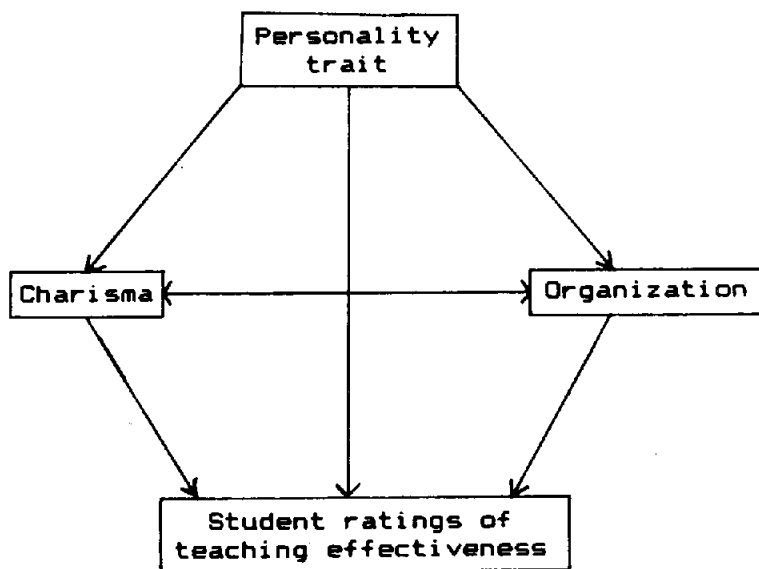 Personality
trait
Charisma
Organization
Student ratings of
teaching effectiveness